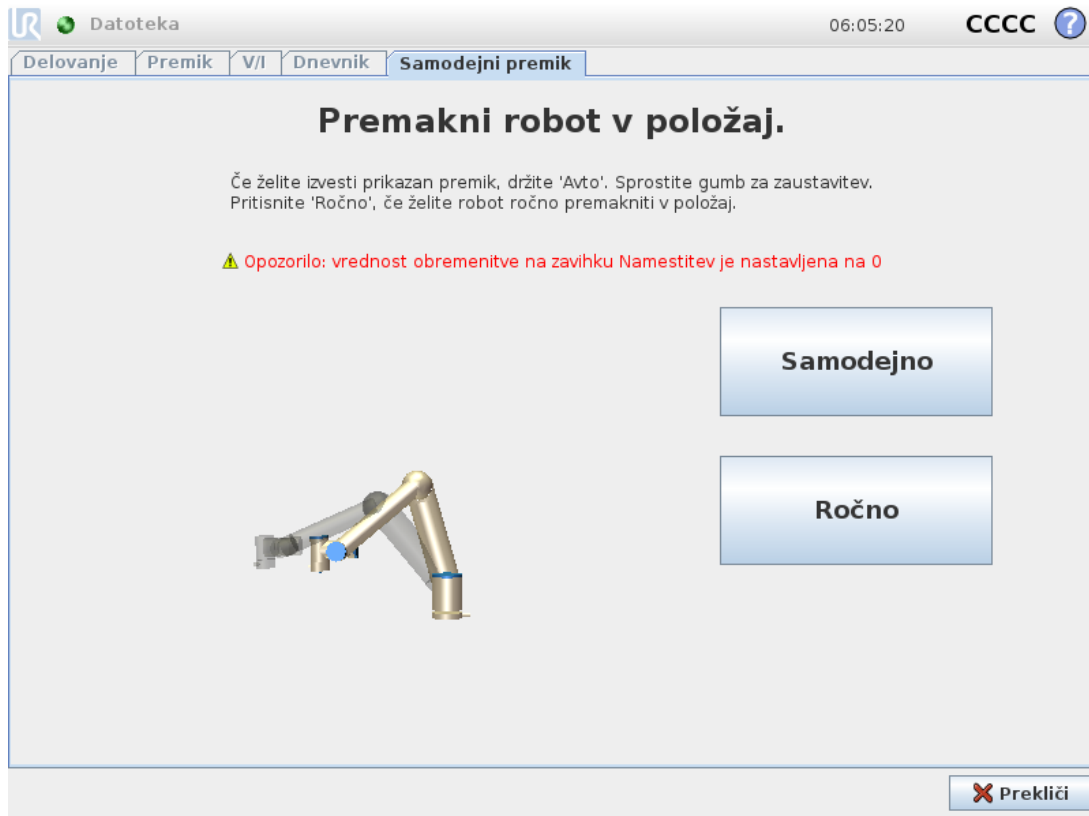 Datoteka 06:05:20 CCCC ?
Delovanje Premik V/I Dnevnik Samodejni premik
Premakni robot v položaj.
Če želite izvesti prikazan premik, držite 'Avto'. Sprostite gumb za zaustavitev.
Pritisnite 'Ročno', če želite robot ročno premakniti v položaj.
Opozorilo: vrednost obremenitve na zavihku Namestitev je nastavljena na 0
Samodejno
Ročno
Prekliči